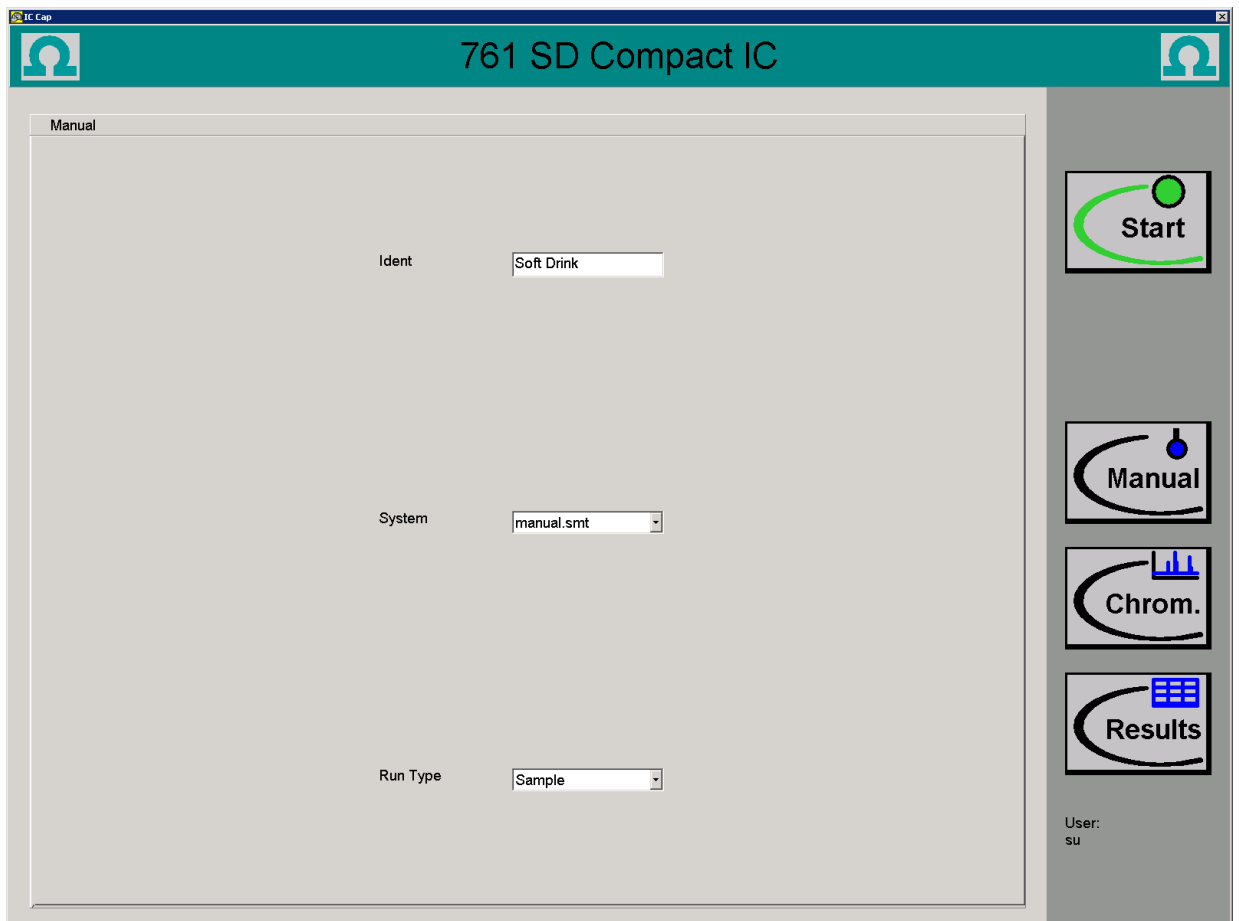 IC Cap
761 SD Compact IC
Manual
Start
Ident
Soft Drink
Manual
System
manual.smt
Chrom.
Results
Run Type
Sample
User:
su